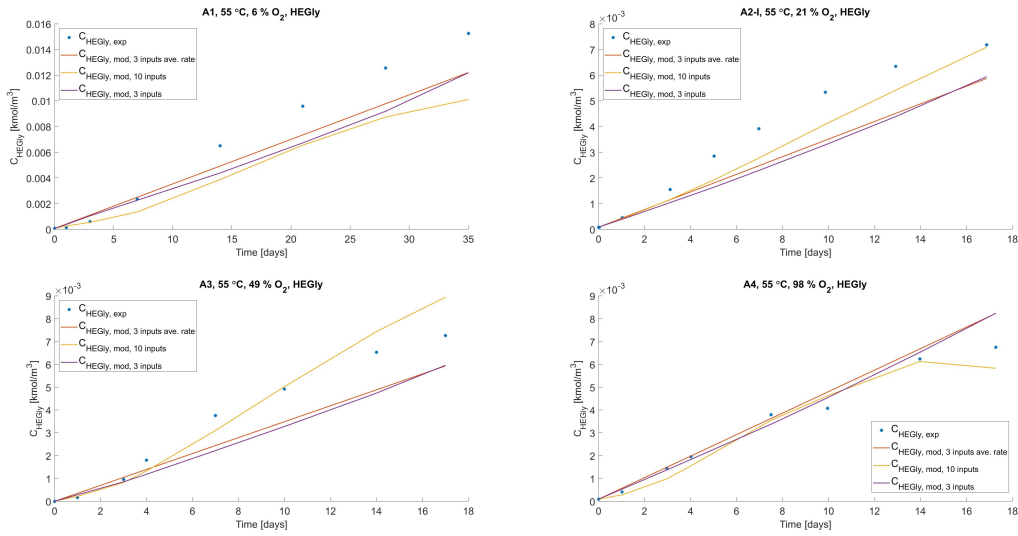 A1, 55 °C, 6 % O2, HEGly
0.016
0.014
0.012
0.01
0.008
0.006
0.004
0.002
0
CHEGly [kmol/m3]
CHEGly, exp
CHEGly, mod, 3 inputs ave. rate
CHEGly, mod, 10 inputs
CHEGly, mod, 3 inputs
0 5 10 15 20 25 30 35
Time [days]
A2-I, 55 °C, 21 % O2, HEGly
×10-3
8
7
6
5
4
3
2
1
0
CHEGly [kmol/m3]
CHEGly, exp
CHEGly, mod, 3 inputs ave. rate
CHEGly, mod, 10 inputs
CHEGly, mod, 3 inputs
0 2 4 6 8 10 12 14 16 18
Time [days]
A3, 55 °C, 49 % O2, HEGly
×10-3
9
8
7
6
5
4
3
2
1
0
CHEGly [kmol/m3]
CHEGly, exp
CHEGly, mod, 3 inputs ave. rate
CHEGly, mod, 10 inputs
CHEGly, mod, 3 inputs
0 2 4 6 8 10 12 14 16 18
Time [days]
A4, 55 °C, 98 % O2, HEGly
×10-3
9
8
7
6
5
4
3
2
1
0
CHEGly [kmol/m3]
CHEGly, exp
CHEGly, mod, 3 inputs ave. rate
CHEGly, mod, 10 inputs
CHEGly, mod, 3 inputs
0 2 4 6 8 10 12 14 16 18
Time [days]